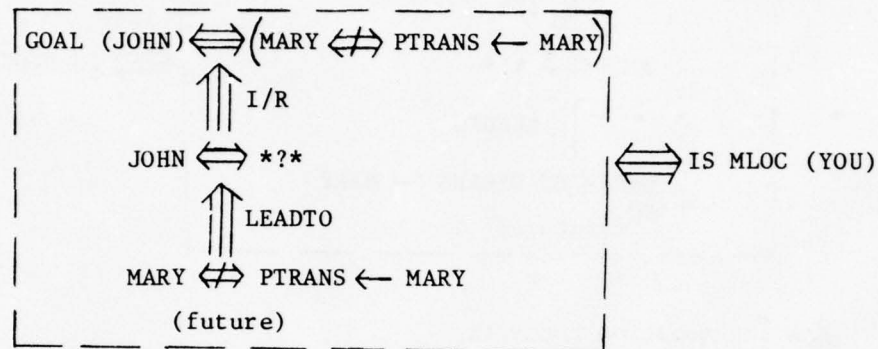 GOAL (JOHN) ⇔ (MARY ⇎ PTRANS ← MARY)
I/R
JOHN ⇔ *?*
IS MLOC (YOU)
LEADTO
MARY ⇎ PTRANS ← MARY
(future)